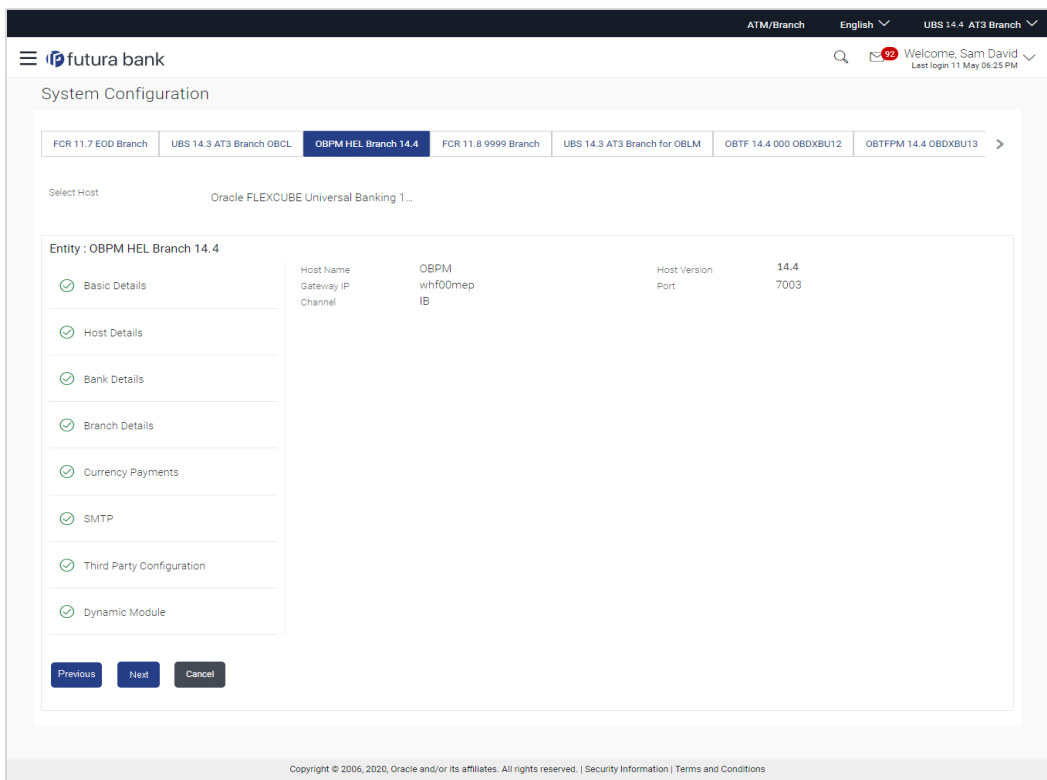 ATM/Branch English UBS 14.4 AT3 Branch
futura bank 92 Welcome, Sam David
Last login 11 May 06:25 PM
System Configuration
FCR 11.7 EOD Branch UBS 14.3 AT3 Branch OBCL OBPM HEL Branch 14.4 FCR 11.8 9999 Branch UBS 14.3 AT3 Branch for OBLM OBTF 14.4 000 OBDXBU12 OBTFPM 14.4 OBDXBU13
Select Host Oracle FLEXCUBE Universal Banking 1...
Entity : OBPM HEL Branch 14.4
Host Name OBPM Host Version 14.4
Gateway IP whf00mep Port 7003
Channel IB
Basic Details
Host Details
Bank Details
Branch Details
Currency Payments
SMTP
Third Party Configuration
Dynamic Module
Previous Next Cancel
Copyright © 2006, 2020, Oracle and/or its affiliates. All rights reserved. | Security Information | Terms and Conditions